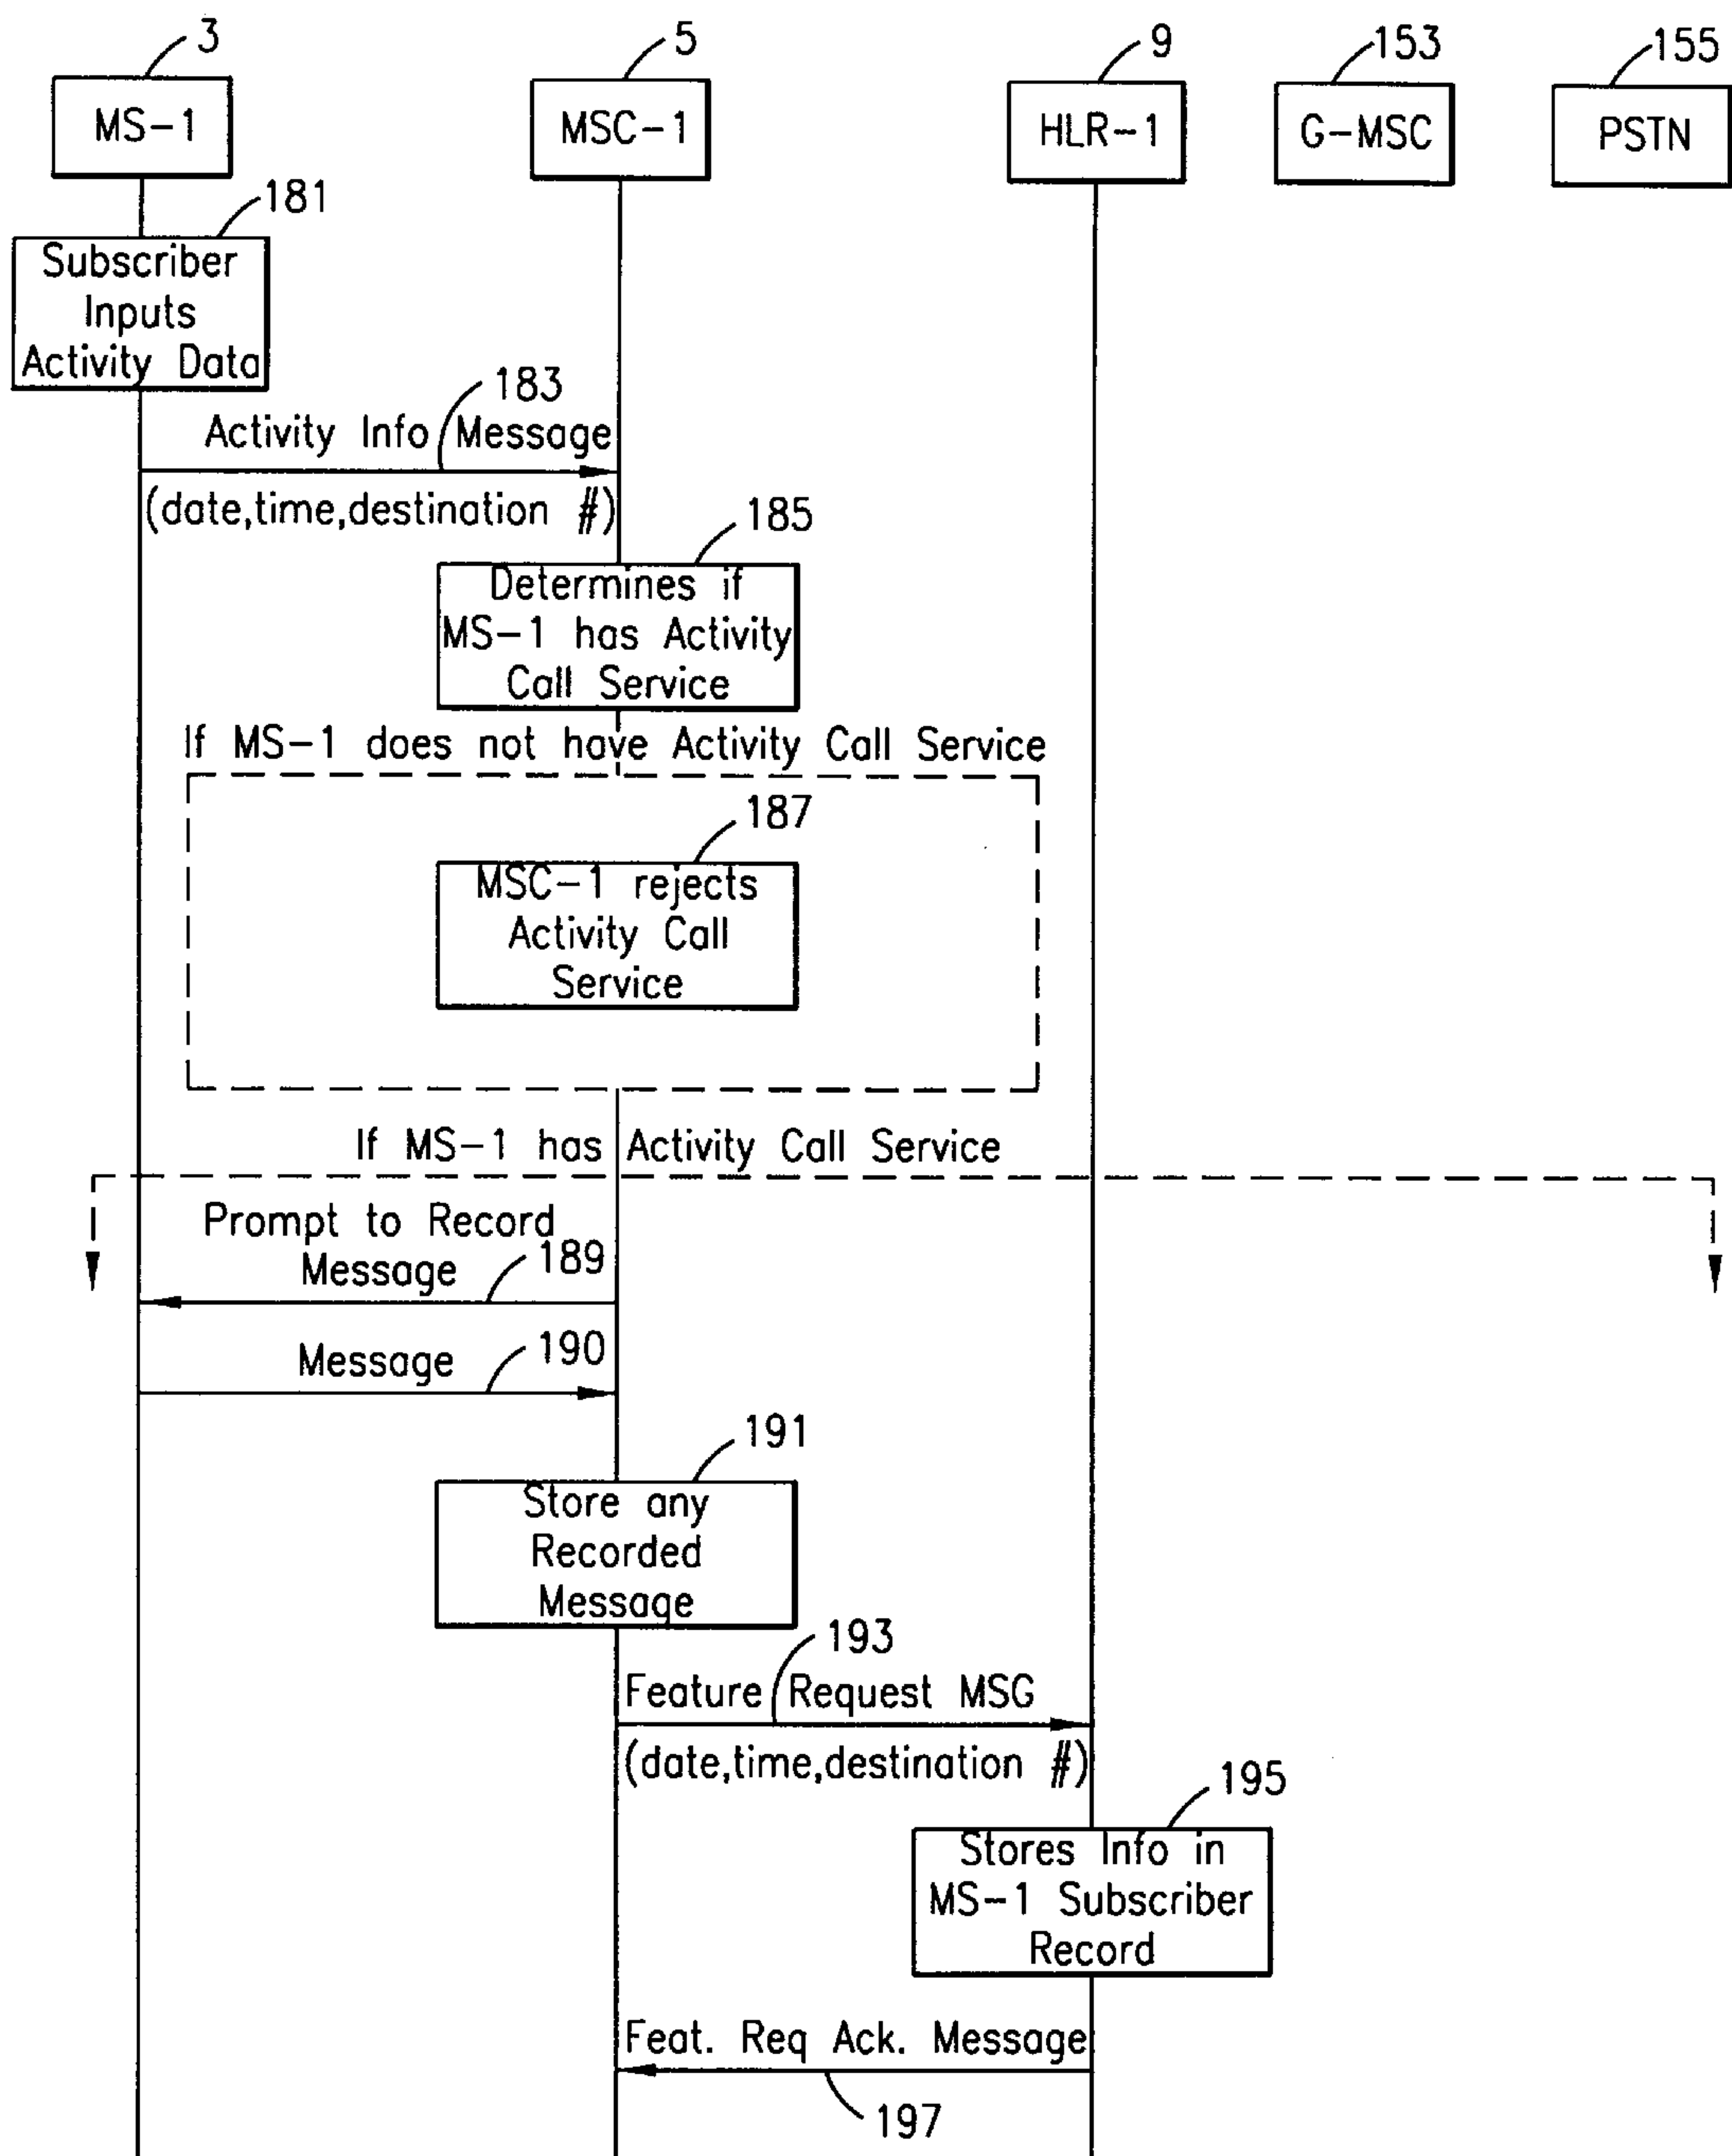 3
5
9
153
155
MS-1
MSC-1
HLR-1
G-MSC
PSTN
181
Subscriber
Inputs
Activity Data
183
Activity Info Message
(date,time,destination #)
185
Determines if
MS-1 has Activity
Call Service
If MS-1 does not have Activity Call Service
187
MSC-1 rejects
Activity Call
Service
If MS-1 has Activity Call Service
Prompt to Record
Message
189
Message
190
191
Store any
Recorded
Message
193
Feature Request MSG
(date,time,destination #)
195
Stores Info in
MS-1 Subscriber
Record
Feat. Req Ack. Message
197